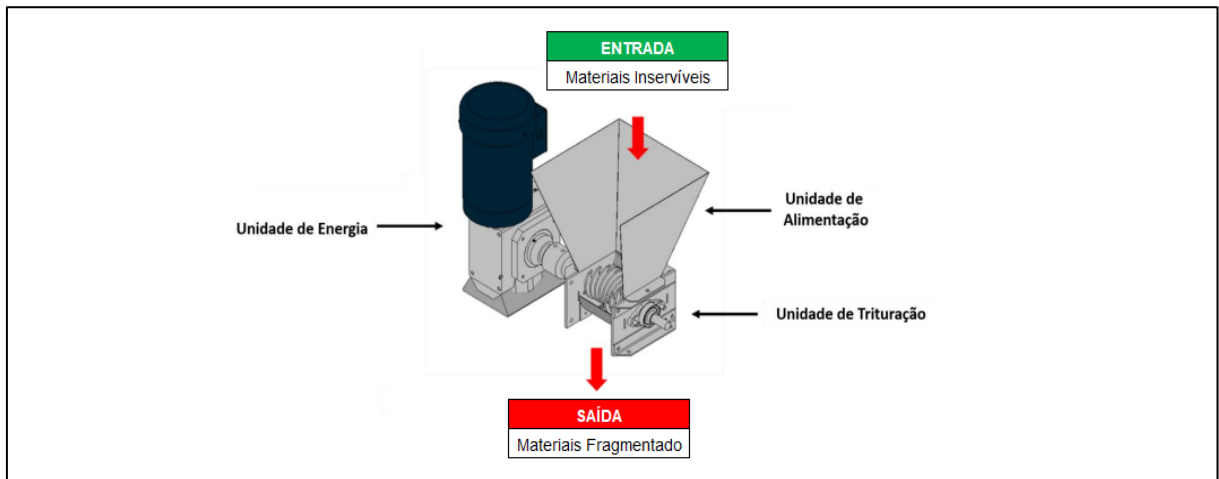 ENTRADA
Materiais Inservíveis
Unidade de
Alimentação
Unidade de Energia
Unidade de Trituração
SAÍDA
Materiais Fragmentado